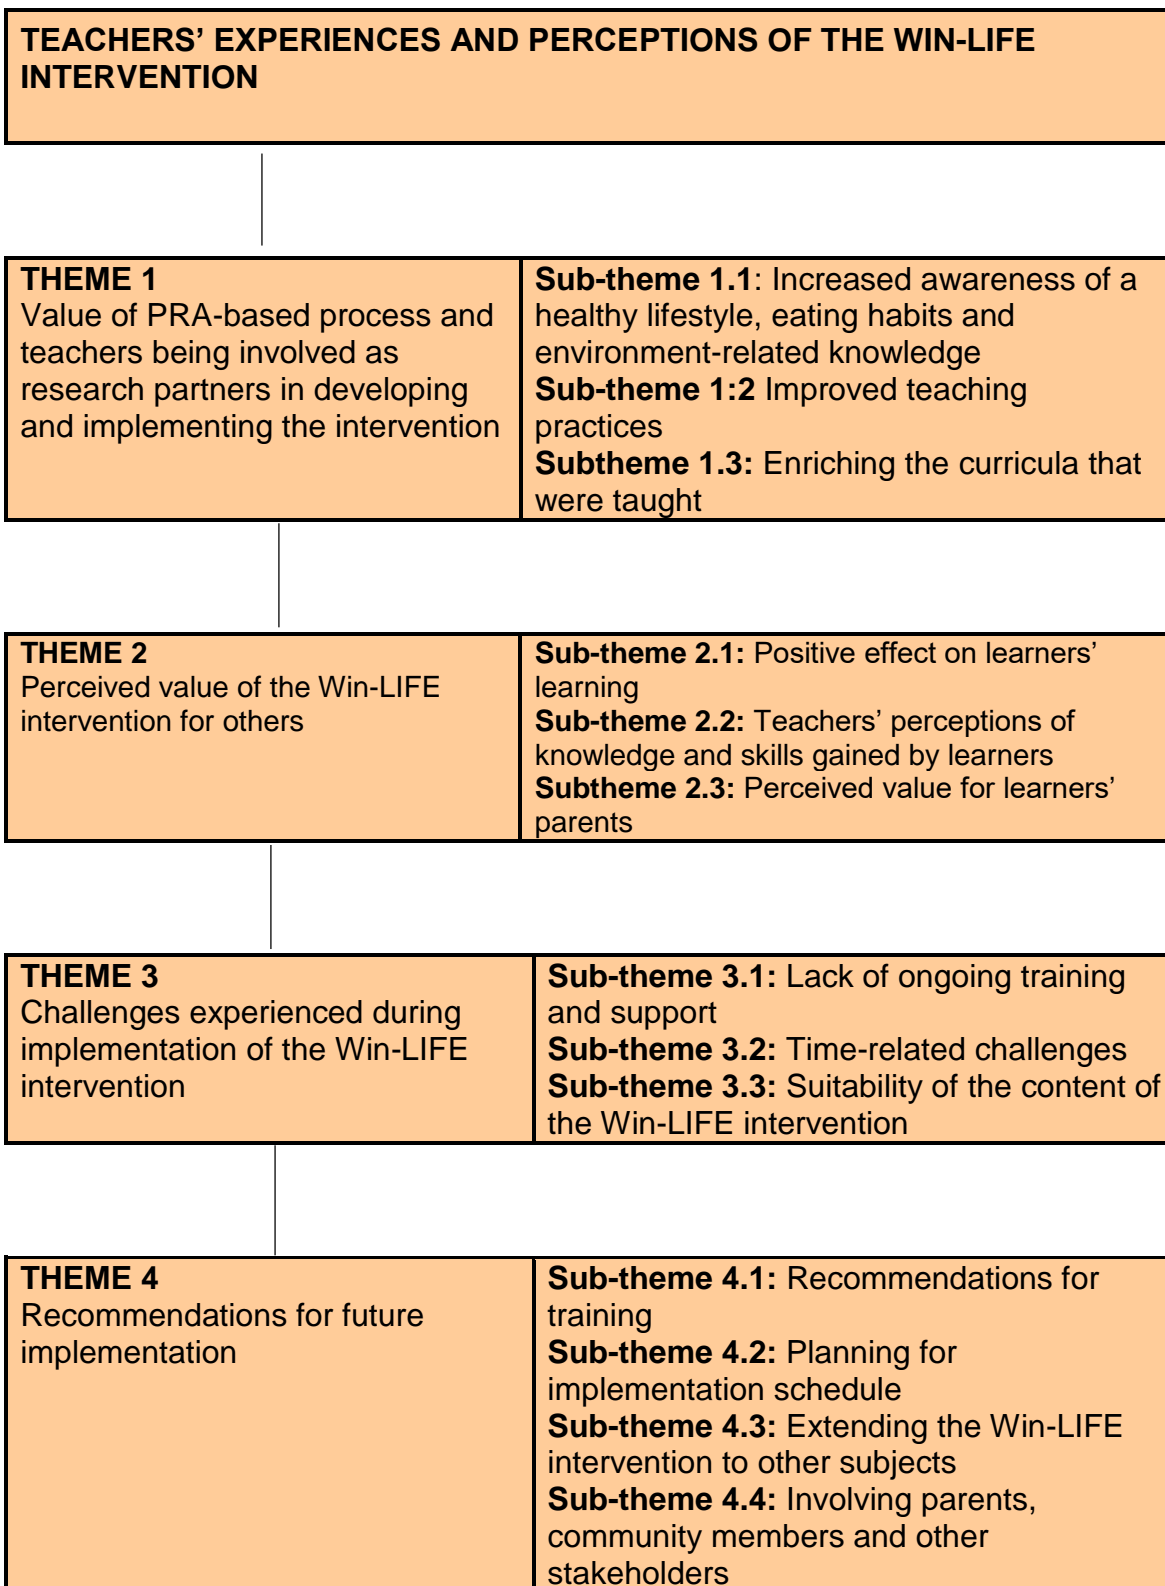 TEACHERS’ EXPERIENCES AND PERCEPTIONS OF THE WIN-LIFE
INTERVENTION
THEME 1
Value of PRA-based process and
teachers being involved as
research partners in developing
and implementing the intervention
Sub-theme 1.1: Increased awareness of a
healthy lifestyle, eating habits and
environment-related knowledge
Sub-theme 1:2 Improved teaching
practices
Subtheme 1.3: Enriching the curricula that
were taught
THEME 2
Perceived value of the Win-LIFE
intervention for others
Sub-theme 2.1: Positive effect on learners’
learning
Sub-theme 2.2: Teachers’ perceptions of
knowledge and skills gained by learners
Subtheme 2.3: Perceived value for learners’
parents
THEME 3
Challenges experienced during
implementation of the Win-LIFE
intervention
Sub-theme 3.1: Lack of ongoing training
and support
Sub-theme 3.2: Time-related challenges
Sub-theme 3.3: Suitability of the content of
the Win-LIFE intervention
THEME 4
Recommendations for future
implementation
Sub-theme 4.1: Recommendations for
training
Sub-theme 4.2: Planning for
implementation schedule
Sub-theme 4.3: Extending the Win-LIFE
intervention to other subjects
Sub-theme 4.4: Involving parents,
community members and other
stakeholders